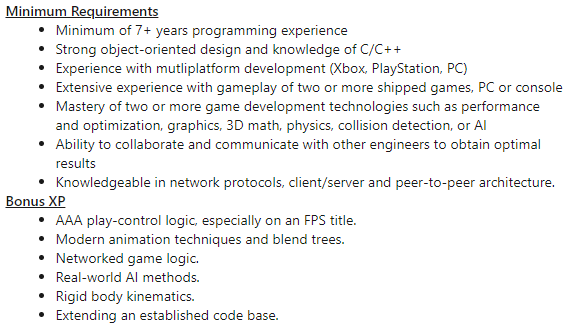 Minimum Requirements
• Minimum of 7+ years programming experience
• Strong object-oriented design and knowledge of C/C++
• Experience with mutliplatform development (Xbox, PlayStation, PC)
• Extensive experience with gameplay of two or more shipped games, PC or console
• Mastery of two or more game development technologies such as performance
and optimization, graphics, 3D math, physics, collision detection, or AI
• Ability to collaborate and communicate with other engineers to obtain optimal
results
• Knowledgeable in network protocols, client/server and peer-to-peer architecture.
Bonus XP
• AAA play-control logic, especially on an FPS title.
• Modern animation techniques and blend trees.
• Networked game logic.
• Real-world AI methods.
• Rigid body kinematics.
• Extending an established code base.